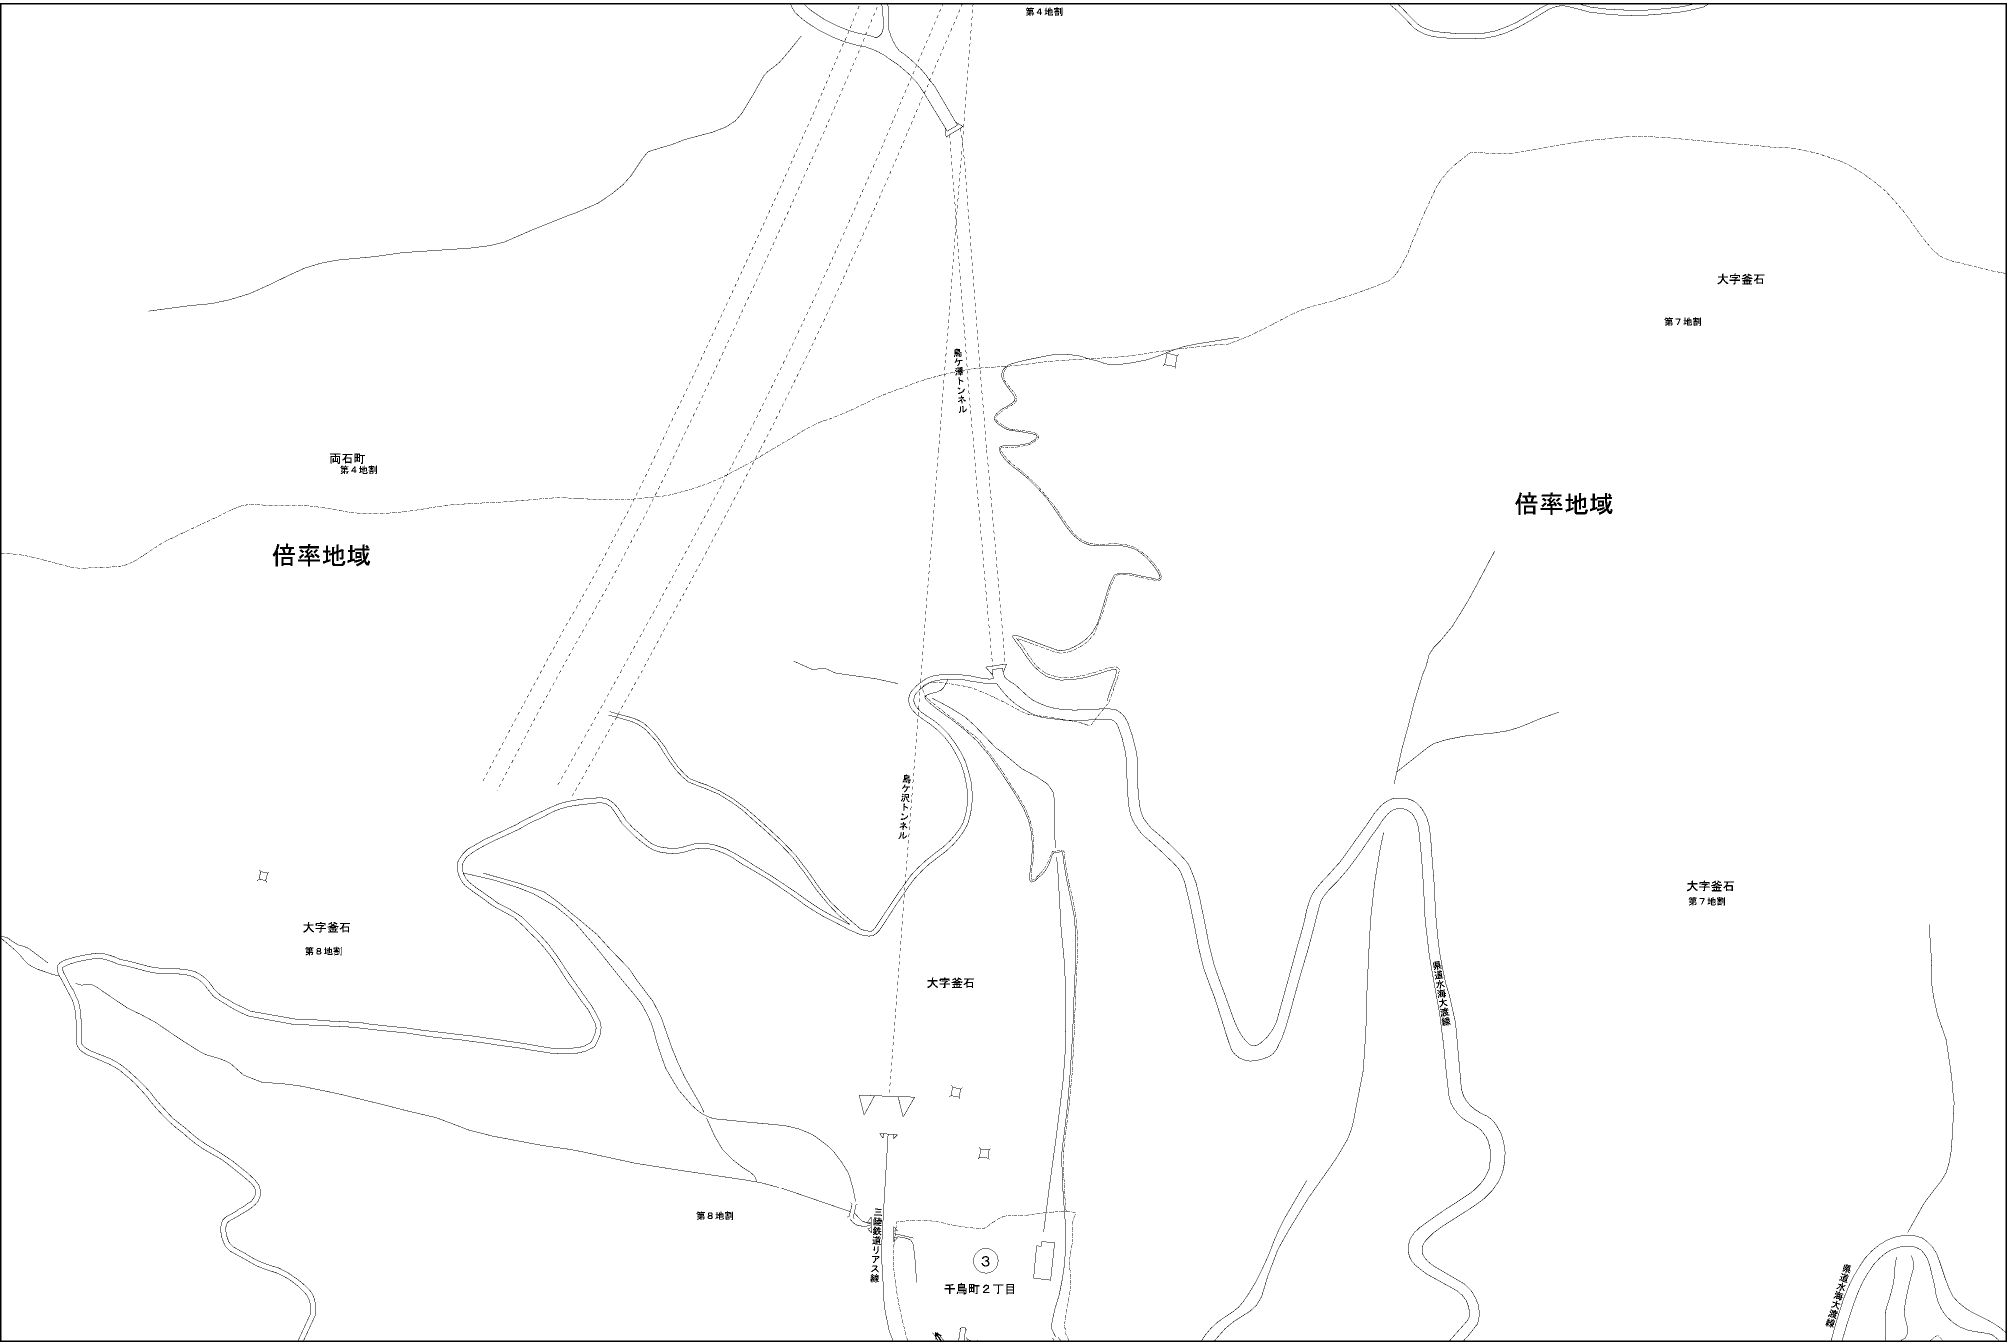 第４地割
大字釜石
第７地割
鳥ケ澤トンネル
両石町
第４地割
倍率地域
倍率地域
鳥ケ沢トンネル
大字釜石
第７地割
大字釜石
第８地割
県道水海大渡線
大字釜石
第８地割
三陸鉄道リアス線
3
千鳥町２丁目
県道水海大渡線